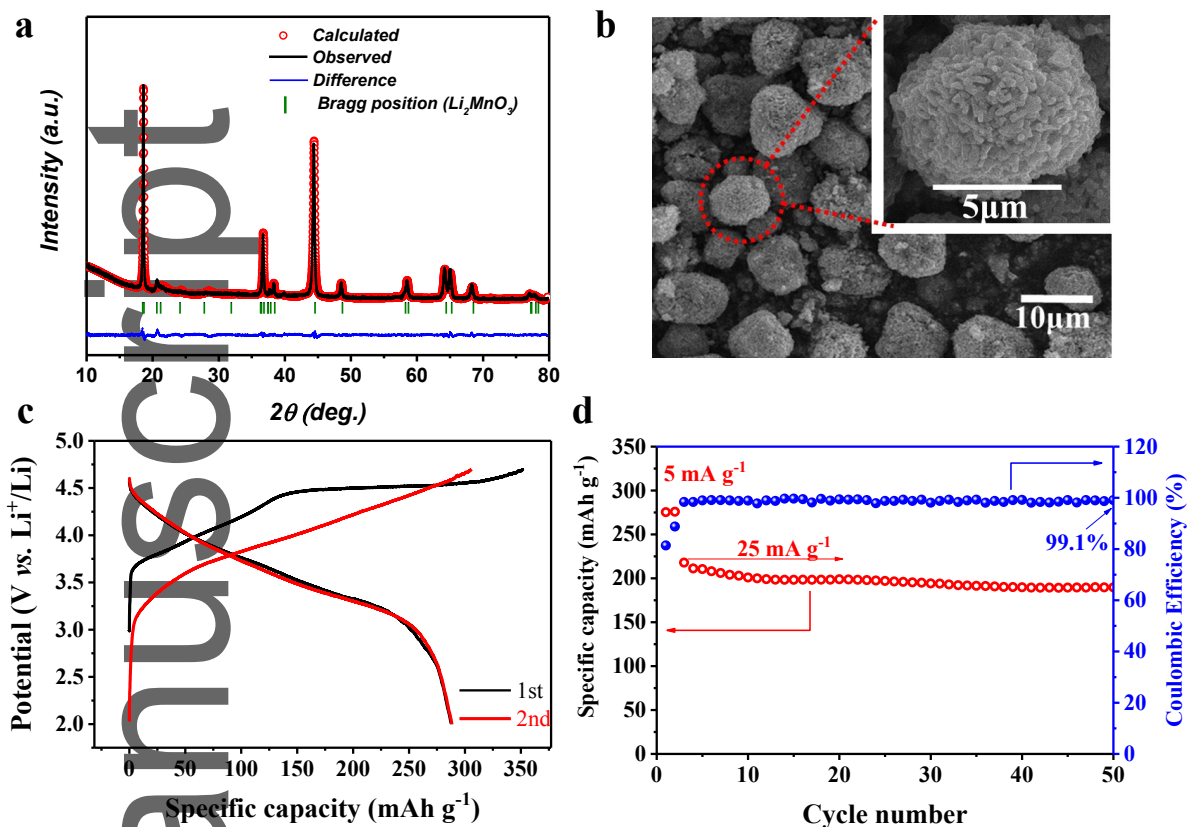 a
Calculated
Observed
Difference
Bragg position (Li₂MnO₃)
Intensity (a.u.)
10 20 30 40 50 60 70 80
2θ (deg.)
b
5μm
10μm
c
Potential (V vs. Li⁺/Li)
5.0
4.5
4.0
3.5
3.0
2.5
2.0
1st
2nd
0 50 100 150 200 250 300 350
Specific capacity (mAh g⁻¹)
d
Specific capacity (mAh g⁻¹)
350
300
250
200
150
100
50
0
5 mA g⁻¹
25 mA g⁻¹
99.1%
120
100
80
60
40
20
0
Coulombic Efficiency (%)
0 10 20 30 40 50
Cycle number
anuscript